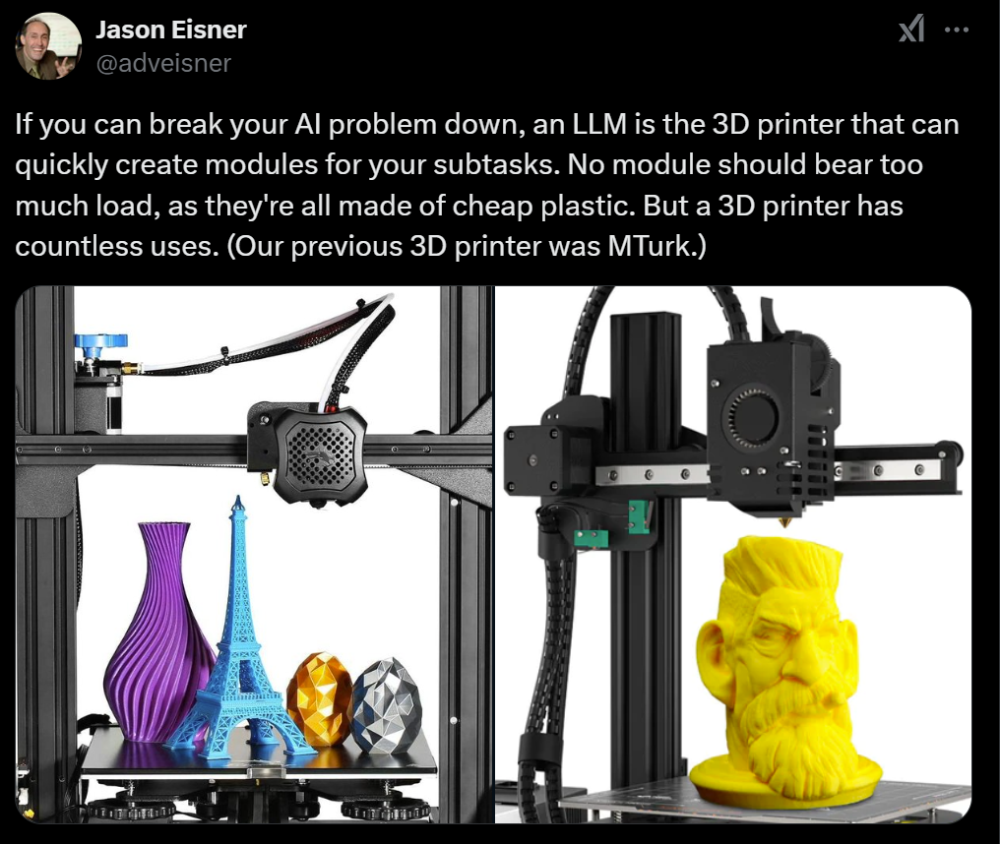 Jason Eisner
@adveisner
If you can break your AI problem down, an LLM is the 3D printer that can
quickly create modules for your subtasks. No module should bear too
much load, as they're all made of cheap plastic. But a 3D printer has
countless uses. (Our previous 3D printer was MTurk.)